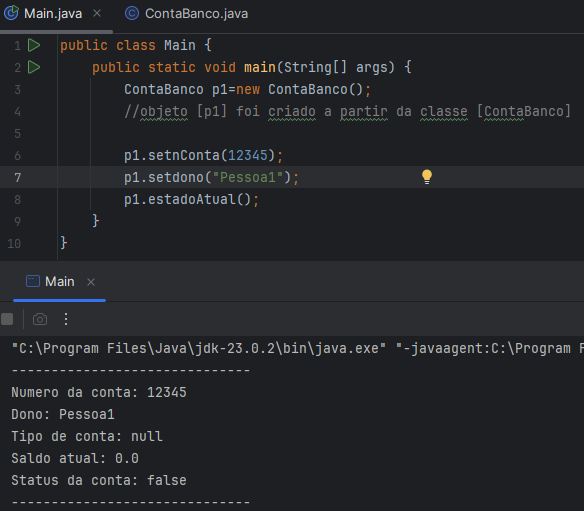 Main.java × ContaBanco.java
1 public class Main {
2 public static void main(String[] args) {
3 ContaBanco p1=new ContaBanco();
4 //objeto [p1] foi criado a partir da classe [ContaBanco]
5
6 p1.setnConta(12345);
7 p1.setdono("Pessoa1");
8 p1.estadoAtual();
9 }
10 }
Main ×
"C:\Program Files\Java\jdk-23.0.2\bin\java.exe" "-javaagent:C:\Program F
------------------------------
Numero da conta: 12345
Dono: Pessoa1
Tipo de conta: null
Saldo atual: 0.0
Status da conta: false
------------------------------